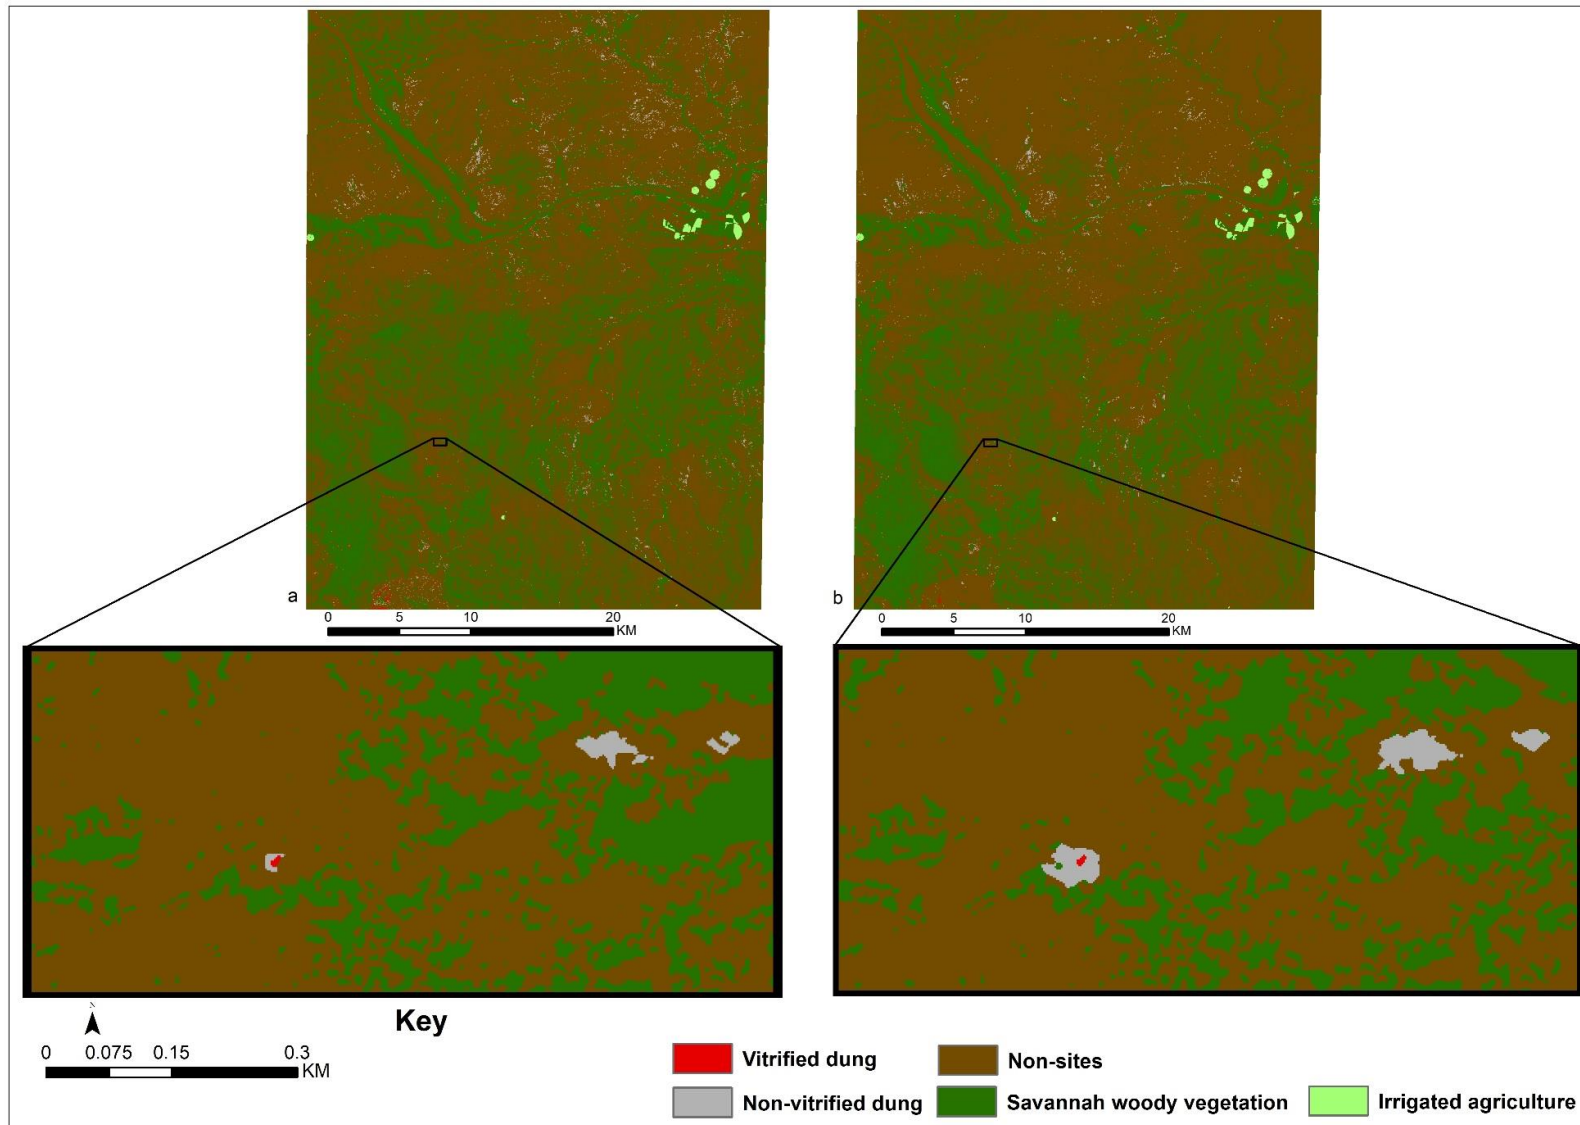 a
b
0 5 10 20
KM
0 5 10 20
KM
N
Key
0 0.075 0.15 0.3
KM
Vitrified dung
Non-sites
Non-vitrified dung
Savannah woody vegetation
Irrigated agriculture